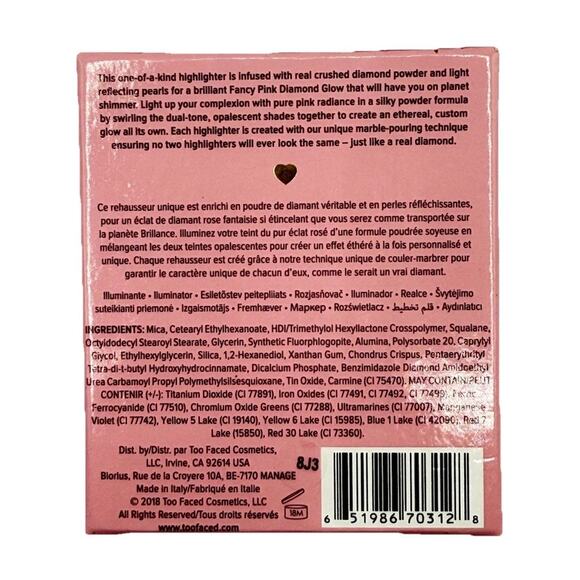 This one-of-a-kind highlighter is infused with real crushed diamond powder and light
reflecting pearls for a brilliant Fancy Pink Diamond Glow that will have you on planet
shimmer. Light up your complexion with pure pink radiance in a silky powder formula
by swirling the dual-tone, opalescent shades together to create an ethereal, custom
glow all its own. Each highlighter is created with our unique marble-pouring technique
ensuring no two highlighters will ever look the same – just like a real diamond.
Ce rehausseur unique est enrichi en poudre de diamant véritable et en perles réfléchissantes,
pour un éclat de diamant rose fantaisie si étincelant que vous serez comme transportée sur
la planète Brillance. Illuminez votre teint du pur éclat rosé d'une formule poudrée soyeuse en
mélangeant les deux teintes opalescentes pour créer un effet éthéré à la fois personnalisé et
unique. Chaque rehausseur est créé grâce à notre technique unique de couler-marbrer pour
garantir le caractère unique de chacun d'eux, comme le serait un vrai diamant.
Illuminante • Iluminator • Esiletõstev peitepliiats • Rozjasňovač • Iluminador • Realce • Švytėjimo
suteikianti priemonė • Izgaismotājs • Fremhæver • Маркер • Rozświetlacz • قلم تخطيط • Aydınlatıcı
INGREDIENTS: Mica, Cetearyl Ethylhexanoate, HDI/Trimethylol Hexyllactone Crosspolymer, Squalane,
Octyldodecyl Stearoyl Stearate, Glycerin, Synthetic Fluorphlogopite, Alumina, Polysorbate 20, Caprylyl
Glycol, Ethylhexylglycerin, Silica, 1,2-Hexanediol, Xanthan Gum, Chondrus Crispus, Pentaerythrityl
Tetra-di-t-butyl Hydroxyhydrocinnamate, Dicalcium Phosphate, Benzimidazole Diamond Amidoethyl
Urea Carbamoyl Propyl Polymethylsilsesquioxane, Tin Oxide, Carmine (CI 75470). MAY CONTAIN/PEUT
CONTENIR (+/-): Titanium Dioxide (CI 77891), Iron Oxides (CI 77491, CI 77492, CI 77499), Ferric
Ferrocyanide (CI 77510), Chromium Oxide Greens (CI 77288), Ultramarines (CI 77007), Manganese
Violet (CI 77742), Yellow 5 Lake (CI 19140), Yellow 6 Lake (CI 15985), Blue 1 Lake (CI 42090), Red 7
Lake (15850), Red 30 Lake (CI 73360).
Dist. by/Distr. par Too Faced Cosmetics,
LLC, Irvine, CA 92614 USA
Biorius, Rue de la Croyere 10A, BE-7170 MANAGE
Made in Italy/Fabriqué en Italie
© 2018 Too Faced Cosmetics, LLC
All Rights Reserved/Tous droits réservés
www.toofaced.com
18M
8J3
6 51986 70312 8